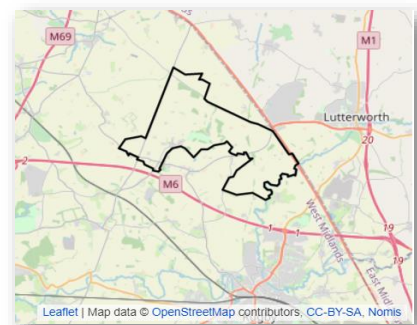 M69
M1
Lutterworth
20
2
M6
West Midlands
East Mid
1
1
19
19
Leaflet | Map data © OpenStreetMap contributors, CC-BY-SA, Nomis